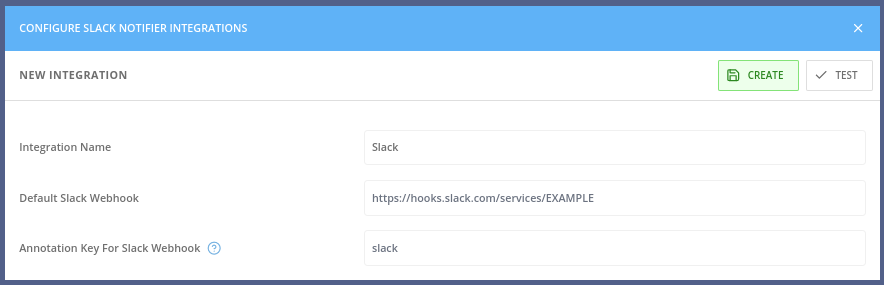 CONFIGURE SLACK NOTIFIER INTEGRATIONS
NEW INTEGRATION
CREATE
TEST
Integration Name
Slack
Default Slack Webhook
https://hooks.slack.com/services/EXAMPLE
Annotation Key For Slack Webhook
slack